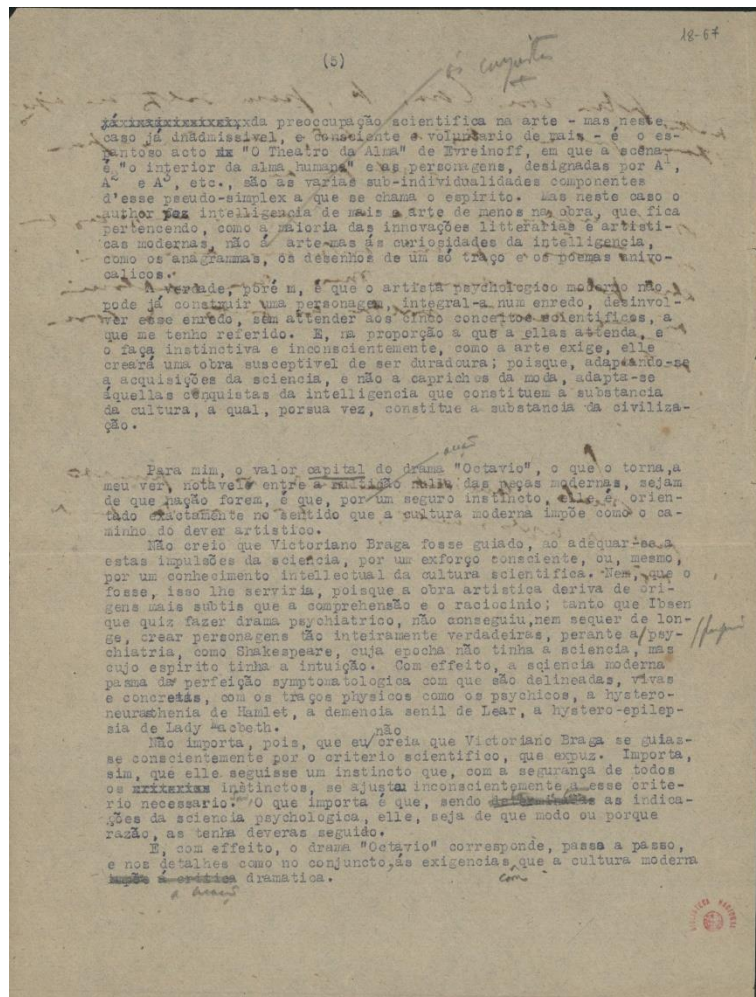 18-67
(5)
da preoccupação scientifica na arte - mas neste
caso já inadmissivel, e consciente e voluntario de mais - é o es-
pantoso acto "O Theatro da Alma" de Evreinoff, em que a scena
é "o interior da alma humana" e as personagens, designadas por A¹,
A² e A³, etc., são as varias sub-individualidades componentes
d'esse pseudo-simplex a que se chama o espirito. Mas neste caso o
author poz intelligencia de mais a arte de menos na obra, que fica
pertencendo, como a maioria das innovações litterarias e artisti-
cas modernas, não á arte mas ás curiosidades da intelligencia,
como os anagrammas, os desenhos de um só traço e os poemas univo-
calicos.
A verdade, poré m, é que o artista psychologico moderno não
pode já construir uma personagem, integral-a num enredo, desinvol-
ver esse enredo, sem attender aos cinco conceitos scientificos, a
que me tenho referido. E, na proporção a que a ellas attenda, e
o faça instinctiva e inconscientemente, como a arte exige, elle
creará uma obra susceptivel de ser duradoura; poisque, adaptando-se
a acquisições da sciencia, e não a caprichos da moda, adapta-se
áquellas conquistas da intelligencia que constituem a substancia
da cultura, a qual, porsua vez, constitue a substancia da civiliza-
ção.
Para mim, o valor capital do drama "Octavio", o que o torna,a
meu ver, notavel entre a multidão nulla das peças modernas, sejam
de que nação forem, é que, por um seguro instincto, elle é orien-
tado exactamente no sentido que a cultura moderna impõe como o ca-
minho do dever artistico.
Não creio que Victoriano Braga fosse guiado, ao adequar-se a
estas impulsões da sciencia, por um exforço consciente, ou, mesmo,
por um conhecimento intellectual da cultura scientifica. Nem, que o
fosse, isso lhe serviria, poisque a obra artistica deriva de ori-
gens mais subtis que a comprehensão e o raciocinio; tanto que Ibsen
que quiz fazer drama psychiatrico, não conseguiu,nem sequer de lon-
ge, crear personagens tão inteiramente verdadeiras, perante a psy-
chiatria, como Shakespeare, cuja epocha não tinha a sciencia, mas
cujo espirito tinha a intuição. Com effeito, a sciencia moderna
pasma da perfeição symptomatologica com que são delineadas, vivas
e concretas, com os traços physicos como os psychicos, a hystero-
neurasthenia de Hamlet, a demencia senil de Lear, a hystero-epilep-
sia de Lady Macbeth.
Não importa, pois, que eu não creia que Victoriano Braga se guias-
se conscientemente por o criterio scientifico, que expuz. Importa,
sim, que elle seguisse um instincto que, com a segurança de todos
os instinctos, se ajusta inconscientemente a esse crite-
rio necessario. O que importa é que, sendo as indica-
ções da sciencia psychologica, elle, seja de que modo ou porque
razão, as tenha deveras seguido.
E, com effeito, o drama "Octavio" corresponde, passo a passo,
e nos detalhes como no conjuncto,ás exigencias que a cultura moderna
impõe á critica dramatica.